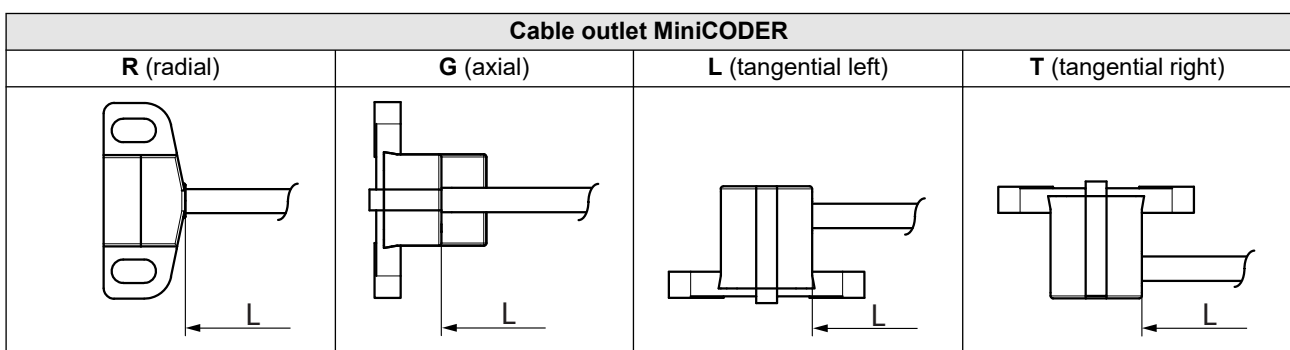 Cable outlet MiniCODER
R (radial) G (axial) L (tangential left) T (tangential right)
L L L L